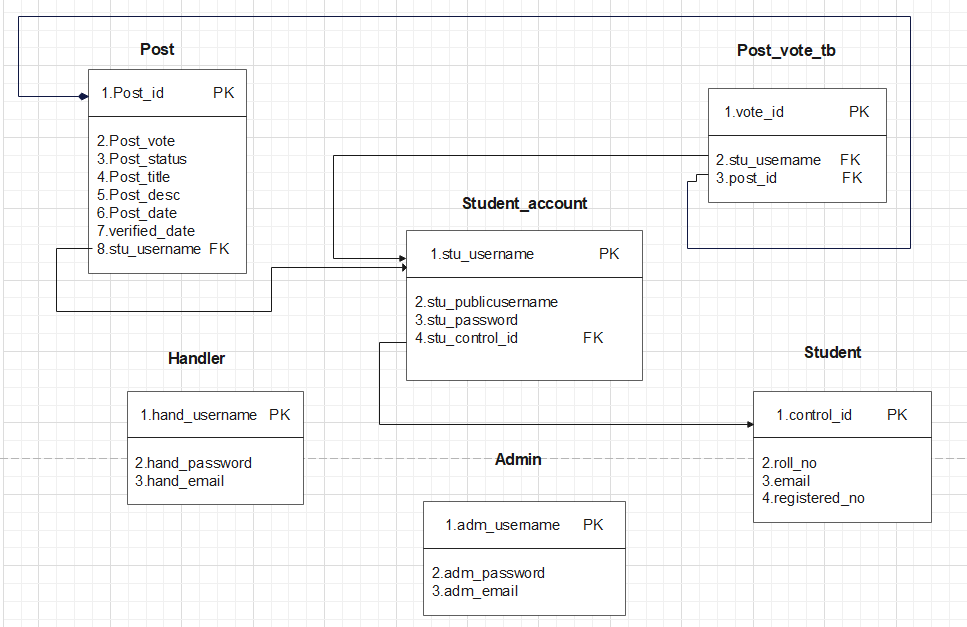 Post
1.Post_id PK
2.Post_vote
3.Post_status
4.Post_title
5.Post_desc
6.Post_date
7.verified_date
8.stu_username FK
Post_vote_tb
1.vote_id PK
2.stu_username FK
3.post_id FK
Student_account
1.stu_username PK
2.stu_publicusername
3.stu_password
4.stu_control_id FK
Handler
1.hand_username PK
2.hand_password
3.hand_email
Student
1.control_id PK
2.roll_no
3.email
4.registered_no
Admin
1.adm_username PK
2.adm_password
3.adm_email